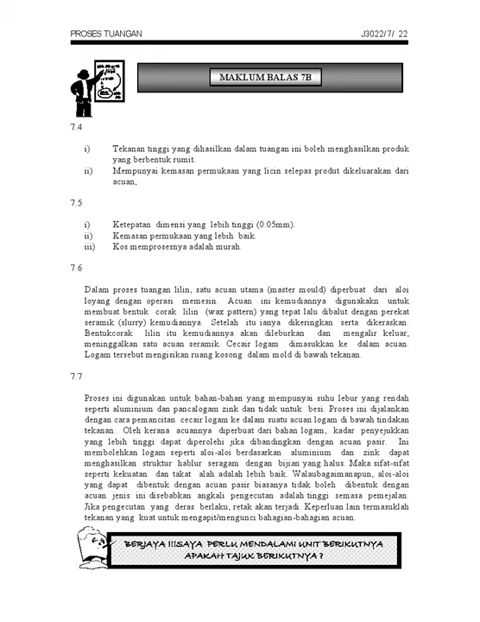 PROSES TUANGAN J3022/7/ 22
MAKLUM BALAS 7B
7.4
i) Tekanan tinggi yang dihasilkan dalam tuangan ini boleh menghasilkan produk
yang berbentuk rumit.
ii) Mempunyai kemasan permukaan yang licin selepas produt dikeluarakan dari
acuan,
7.5
i) Ketepatan dimensi yang lebih tinggi (0.05mm).
ii) Kemasan permukaan yang lebih baik.
iii) Kos memprosesnya adalah murah.
7.6
Dalam proses tuangan lilin, satu acuan utama (master mould) diperbuat dari aloi
loyang dengan operasi memesin. Acuan ini kemudiannya digunakakn untuk
membuat bentuk corak lilin (wax pattern) yang tepat lalu dibalut dengan perekat
seramik (slurry) kemudiannya. Setelah itu ianya dikeringkan serta dikeraskan.
Bentukcorak lilin itu kemudiannya akan dileburkan dan mengalir keluar,
meninggalkan satu acuan seramik. Cecair logam dimasukkan ke dalam acuan.
Logam tersebut mengisikan ruang kosong dalam mold di bawah tekanan.
7.7
Proses ini digunakan untuk bahan-bahan yang mempunyai suhu lebur yang rendah
seperti aluminium dan pancalogam zink dan tidak untuk besi. Proses ini dijalankan
dengan cara pemancitan cecair logam ke dalam suatu acuan logam di bawah tindakan
tekanan. Oleh kerana acuannya diperbuat dari bahan logam, kadar penyejukkan
yang lebih tinggi dapat diperolehi jika dibandingkan dengan acuan pasir. Ini
membolehkan logam seperti aloi-aloi berdasarkan aluminium dan zink dapat
menghasilkan struktur hablur seragam dengan bijian yang halus. Maka sifat-sifat
seperti kekuatan dan takat alah adalah lebih baik. Walaubagaimanapun, aloi-aloi
yang dapat dibentuk dengan acuan pasir biasanya tidak boleh dibentuk dengan
acuan jenis ini disebabkan angkali pengecutan adalah tinggi semasa pemejalan.
Jika pengecutan yang deras berlaku, retak akan terjadi. Keperluan lain termasuklah
tekanan yang kuat untuk mengapit/mengunci bahagian-bahagian acuan.
BERJAYA !!!SAYA PERLU MENDALAMI UNIT BERIKUTNYA
APAKAH TAJUK BERIKUTNYA ?